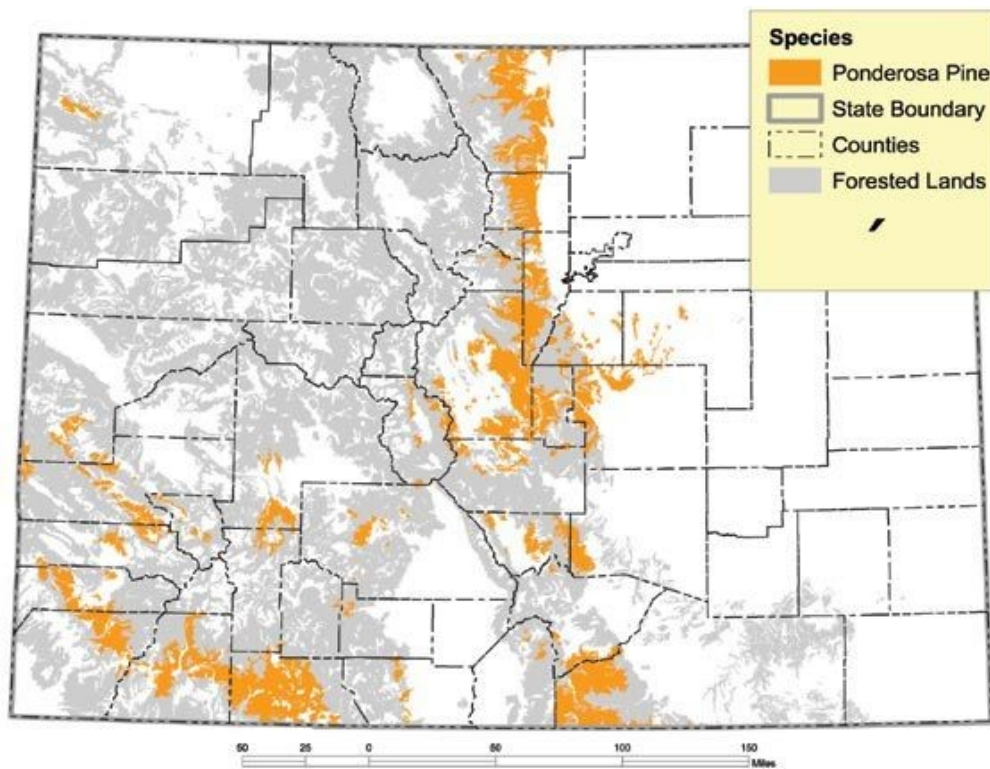 Species
Ponderosa Pine
State Boundary
Counties
Forested Lands
50 25 0 50 100 150
Miles